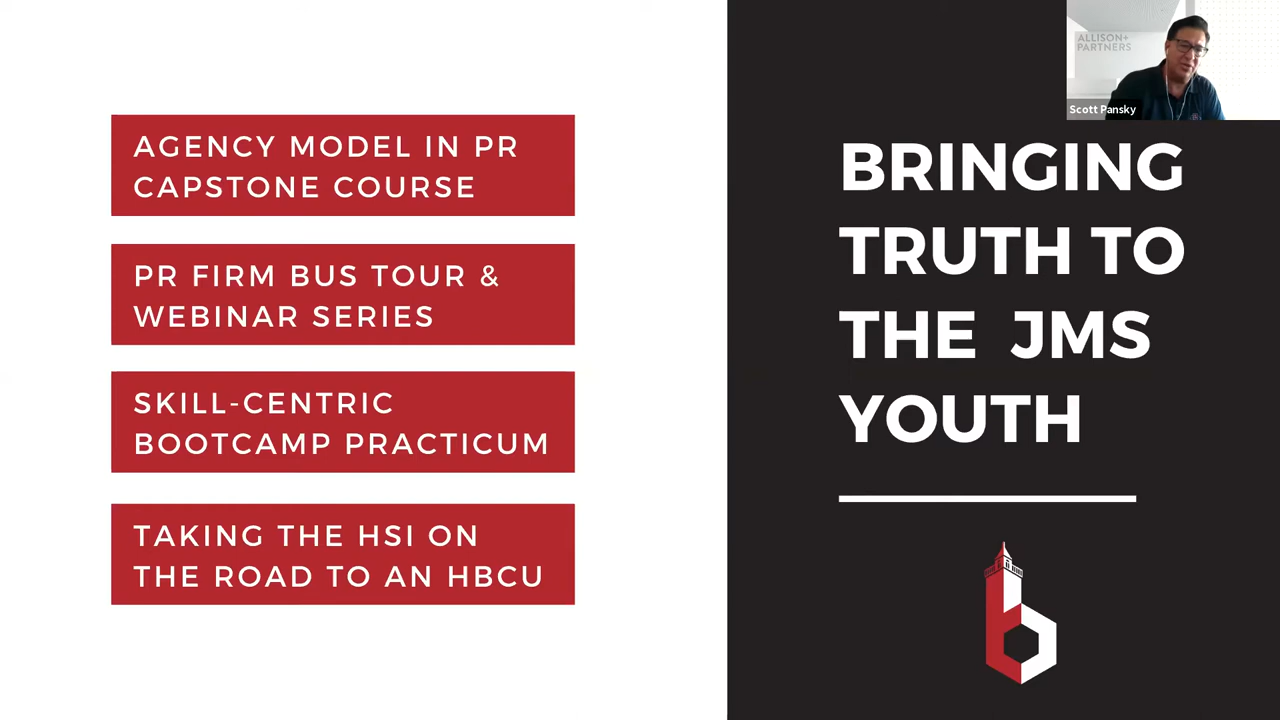 AGENCY MODEL IN PR
CAPSTONE COURSE
PR FIRM BUS TOUR &
WEBINAR SERIES
SKILL-CENTRIC
BOOTCAMP PRACTICUM
TAKING THE HSI ON
THE ROAD TO AN HBCU
ALLISON+
PARTNERS
Scott Pansky
BRINGING
TRUTH TO
THE JMS
YOUTH